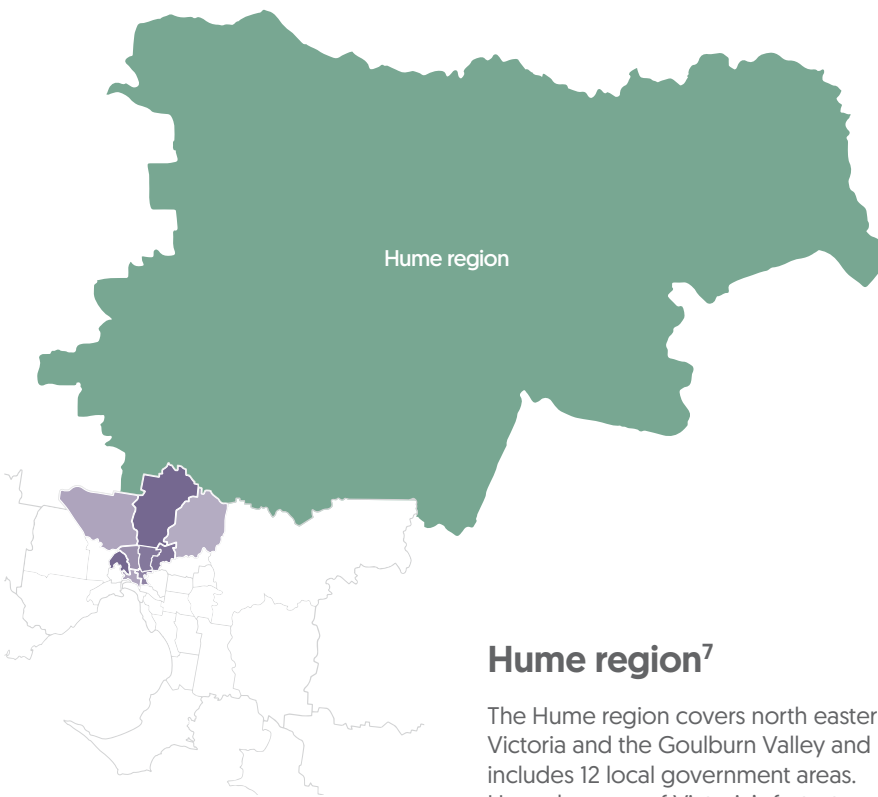 Hume region
Hume region⁷
The Hume region covers north easter
Victoria and the Goulburn Valley and
includes 12 local government areas.